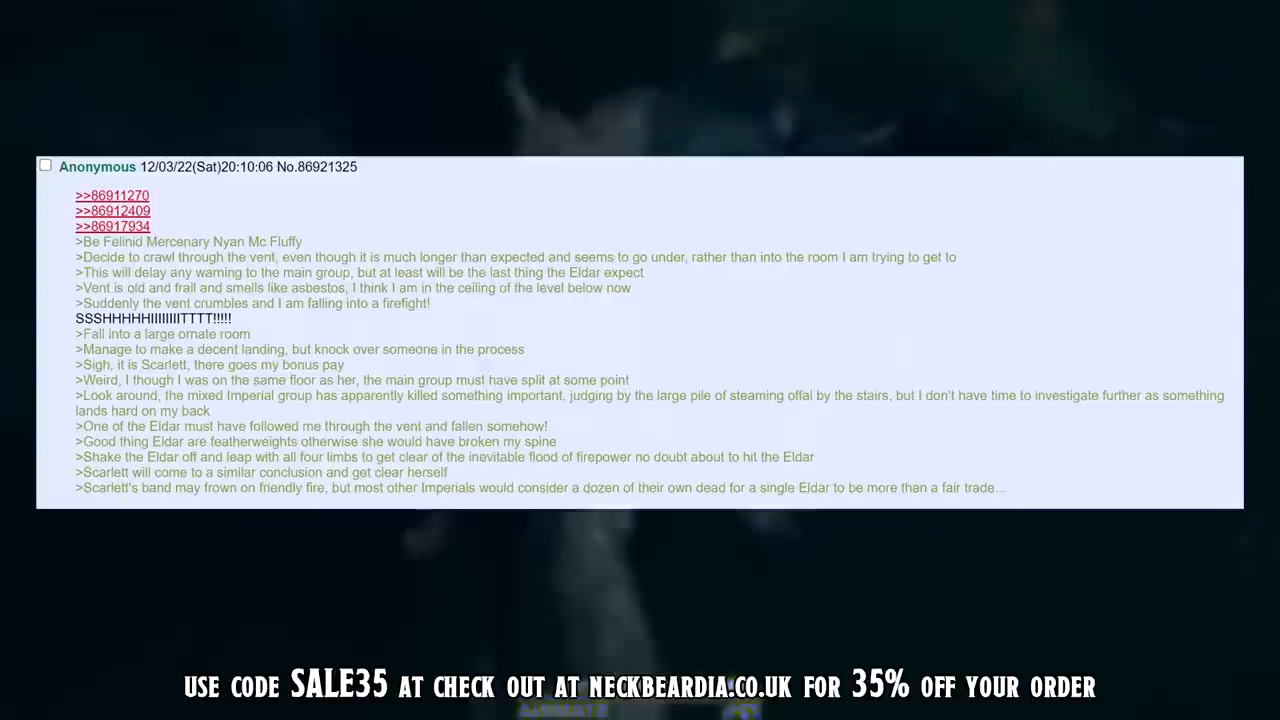 Anonymous 12/03/22(Sat)20:10:06 No.86921325
>>86911270
>>86912409
>>86917934
>Be Felinid Mercenary Nyan Mc Fluffy
>Decide to crawl through the vent, even though it is much longer than expected and seems to go under, rather than into the room I am trying to get to
>This will delay any warning to the main group, but at least will be the last thing the Eldar expect
>Vent is old and frail and smells like asbestos, I think I am in the ceiling of the level below now
>Suddenly the vent crumbles and I am falling into a firefight!
SSSHHHHHIIIIIIIITTTT!!!!!
>Fall into a large ornate room
>Manage to make a decent landing, but knock over someone in the process
>Sigh, it is Scarlett, there goes my bonus pay
>Weird, I though I was on the same floor as her, the main group must have split at some point
>Look around, the mixed Imperial group has apparently killed something important, judging by the large pile of steaming offal by the stairs, but I don't have time to investigate further as something
lands hard on my back
>One of the Eldar must have followed me through the vent and fallen somehow!
>Good thing Eldar are featherweights otherwise she would have broken my spine
>Shake the Eldar off and leap with all four limbs to get clear of the inevitable flood of firepower no doubt about to hit the Eldar
>Scarlett will come to a similar conclusion and get clear herself
>Scarlett's band may frown on friendly fire, but most other Imperials would consider a dozen of their own dead for a single Eldar to be more than a fair trade...
USE CODE SALE35 AT CHECK OUT AT NECKBEARDIA.CO.UK FOR 35% OFF YOUR ORDER